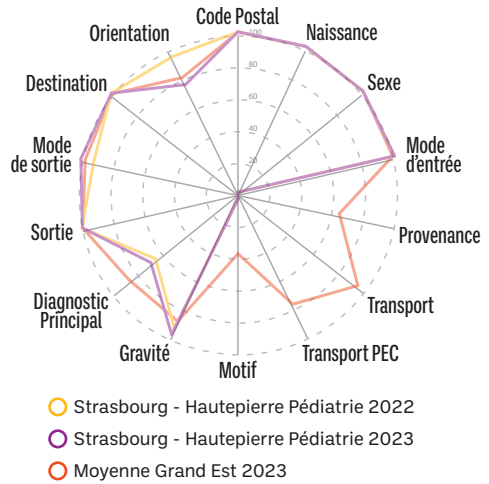 Code Postal
Naissance
Sexe
Mode
d'entrée
Provenance
Transport
Transport PEC
Motif
Gravité
Diagnostic
Principal
Sortie
Mode
de sortie
Destination
Orientation
100
80
60
40
20
Strasbourg - Hautepierre Pédiatrie 2022
Strasbourg - Hautepierre Pédiatrie 2023
Moyenne Grand Est 2023